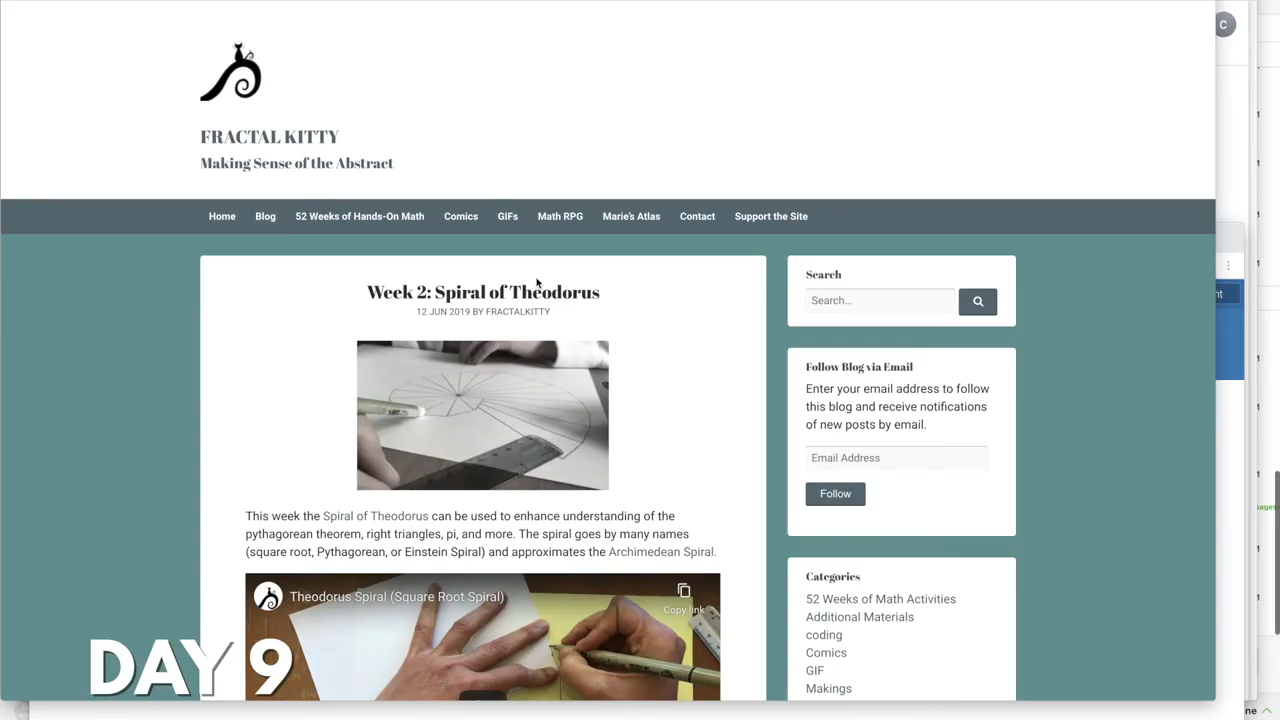 C
FRACTAL KITTY
Making Sense of the Abstract
Home Blog 52 Weeks of Hands-On Math Comics GIFs Math RPG Marie's Atlas Contact Support the Site
Week 2: Spiral of Theodorus
12 JUN 2019 BY FRACTALKITTY
This week the Spiral of Theodorus can be used to enhance understanding of the
pythagorean theorem, right triangles, pi, and more. The spiral goes by many names
(square root, Pythagorean, or Einstein Spiral) and approximates the Archimedean Spiral.
Theodorus Spiral (Square Root Spiral)
Copy link
Search
Search...
Follow Blog via Email
Enter your email address to follow
this blog and receive notifications
of new posts by email.
Email Address
Follow
Categories
52 Weeks of Math Activities
Additional Materials
coding
Comics
GIF
Makings
DAY 9